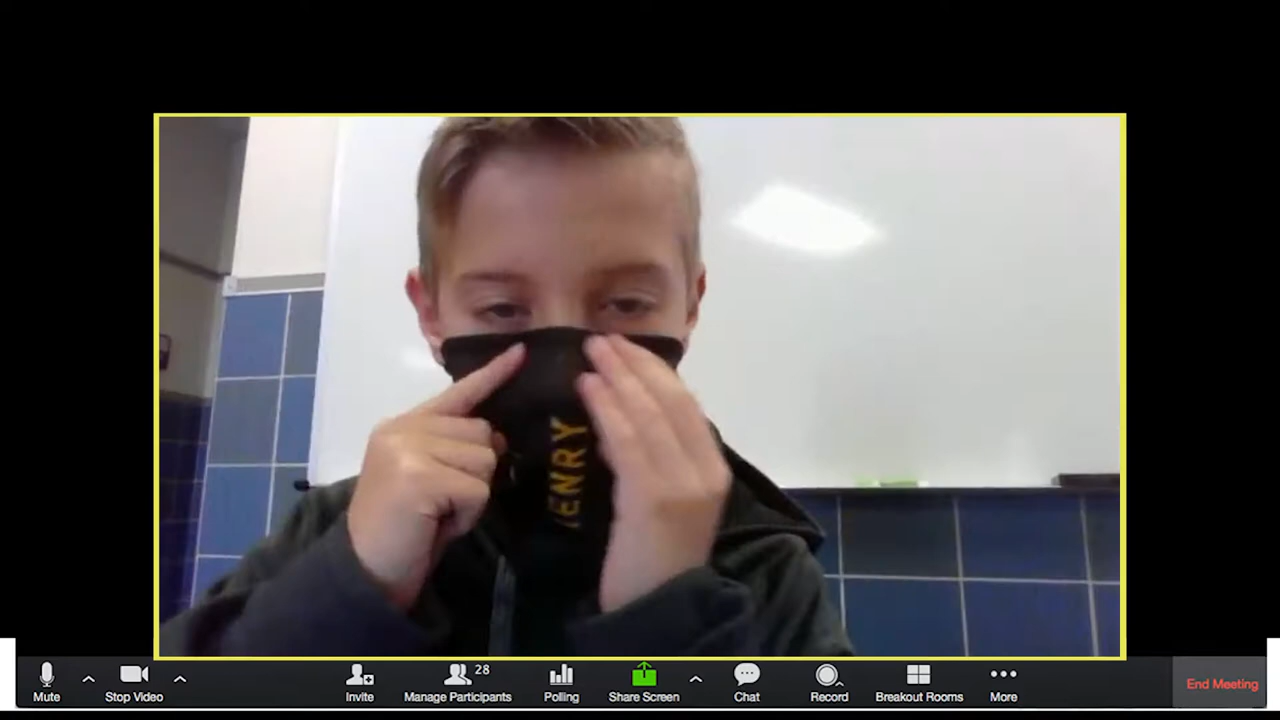 ENRY
28
Mute
Stop Video
Invite
Manage Participants
Polling
Share Screen
Chat
Record
Breakout Rooms
More
End Meeting